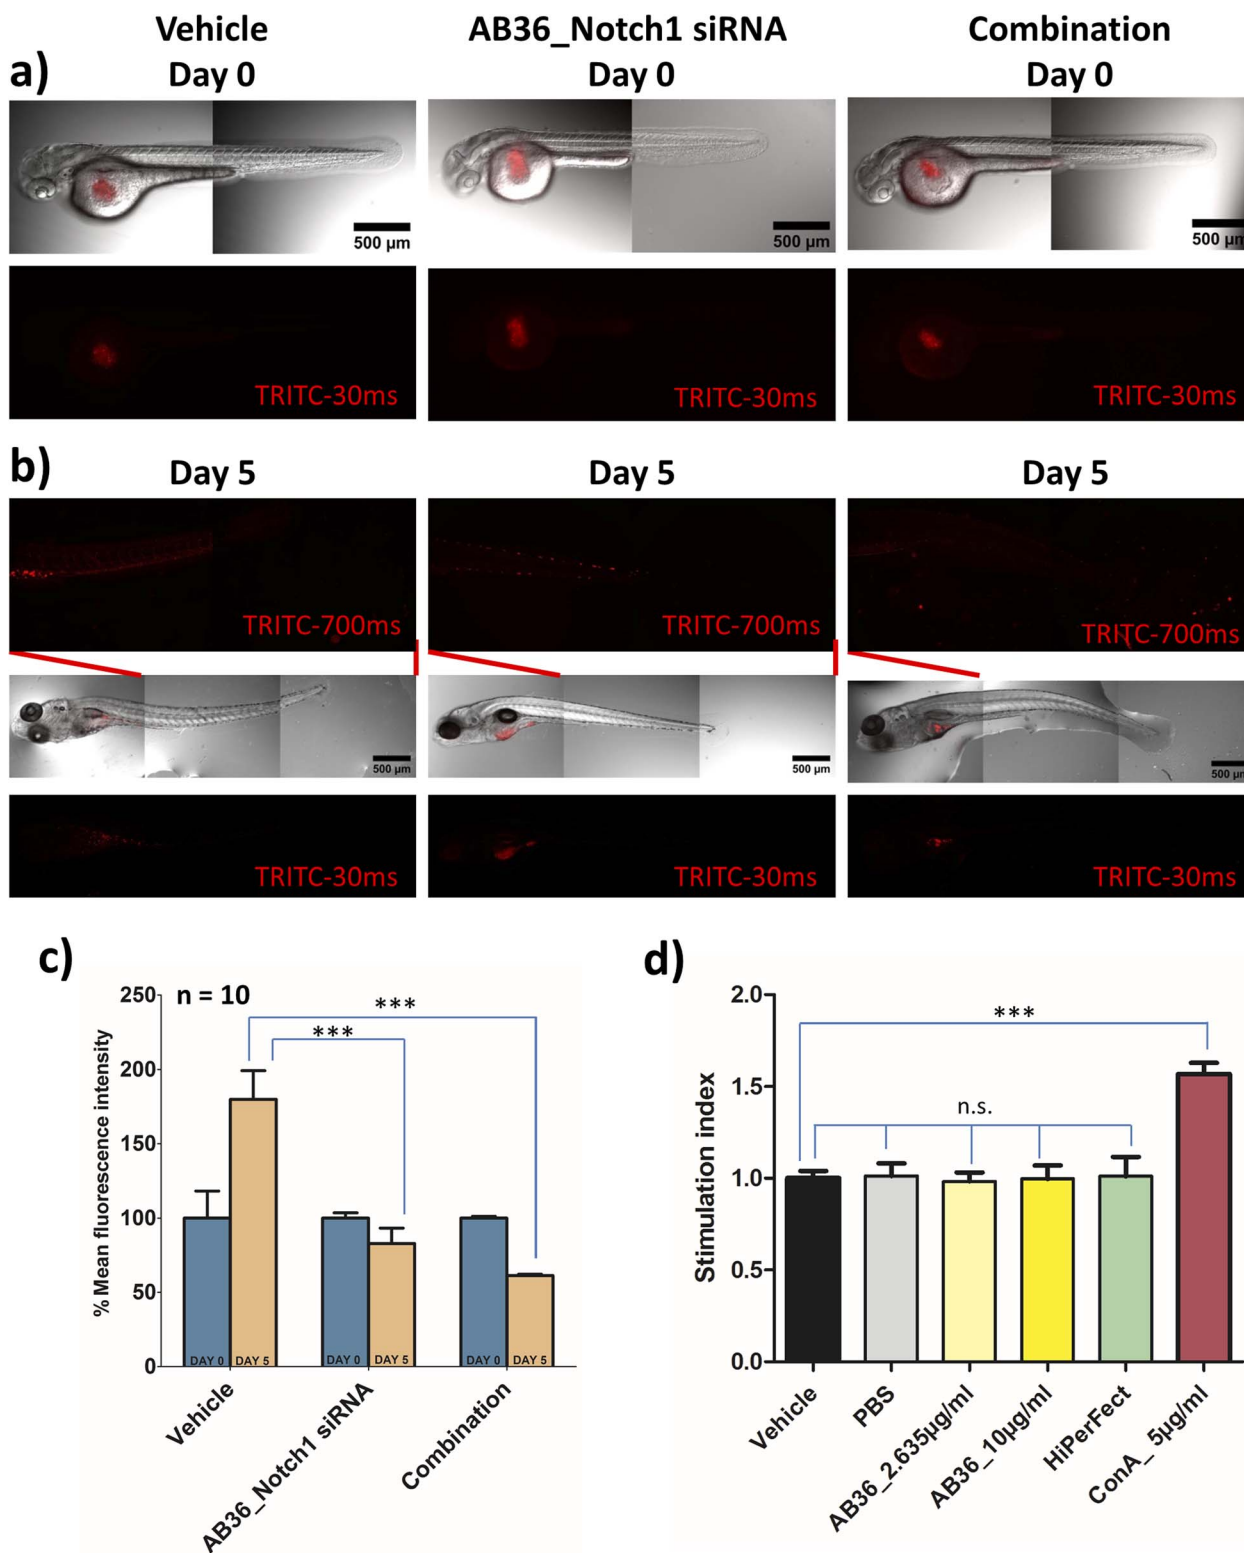 Vehicle
AB36_Notch1 siRNA
Combination
a)
Day 0
Day 0
Day 0
500 µm
500 µm
500 µm
TRITC-30ms
TRITC-30ms
TRITC-30ms
b)
Day 5
Day 5
Day 5
TRITC-700ms
TRITC-700ms
TRITC-700ms
500 µm
500 µm
500 µm
TRITC-30ms
TRITC-30ms
TRITC-30ms
c)
n = 10
***
***
% Mean fluorescence intensity
250
200
150
100
50
0
DAY 0
DAY 5
DAY 0
DAY 5
DAY 0
DAY 5
Vehicle
AB36_Notch1 siRNA
Combination
d)
***
n.s.
Stimulation index
2.0
1.5
1.0
0.5
0.0
Vehicle
PBS
AB36_2.635µg/ml
AB36_10µg/ml
HiPerFect
ConA_ 5µg/ml